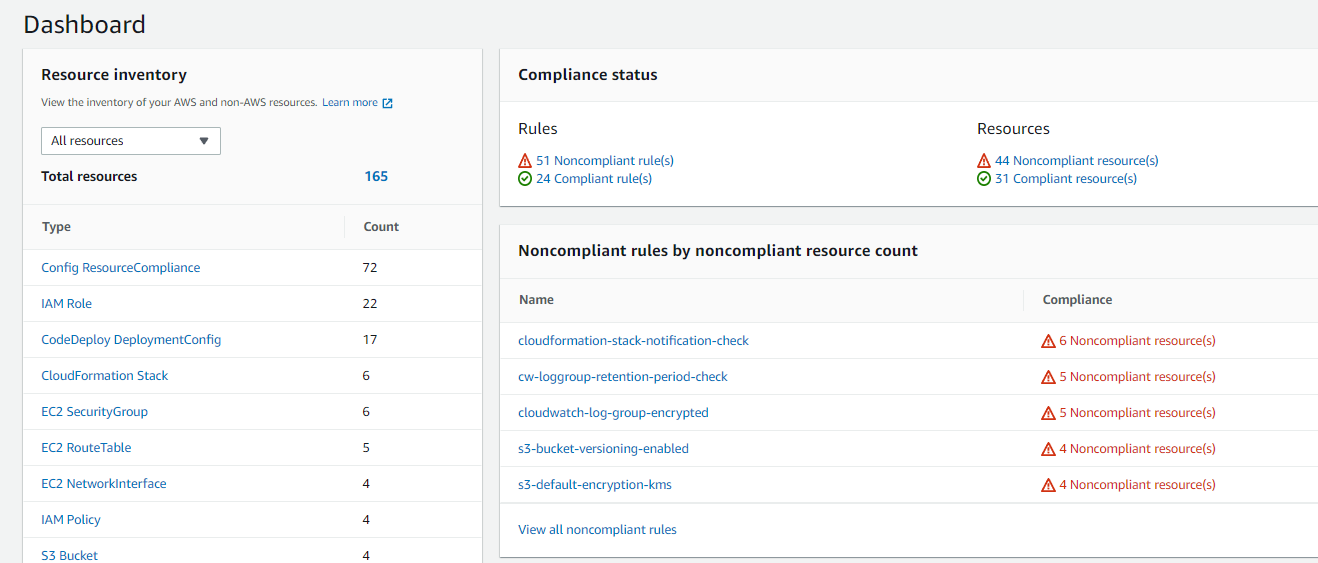 Dashboard
Resource inventory
View the inventory of your AWS and non-AWS resources. Learn more
All resources
Total resources 165
Type Count
Config ResourceCompliance 72
IAM Role 22
CodeDeploy DeploymentConfig 17
CloudFormation Stack 6
EC2 SecurityGroup 6
EC2 RouteTable 5
EC2 NetworkInterface 4
IAM Policy 4
S3 Bucket 4
Compliance status
Rules Resources
51 Noncompliant rule(s) 44 Noncompliant resource(s)
24 Compliant rule(s) 31 Compliant resource(s)
Noncompliant rules by noncompliant resource count
Name Compliance
cloudformation-stack-notification-check 6 Noncompliant resource(s)
cw-loggroup-retention-period-check 5 Noncompliant resource(s)
cloudwatch-log-group-encrypted 5 Noncompliant resource(s)
s3-bucket-versioning-enabled 4 Noncompliant resource(s)
s3-default-encryption-kms 4 Noncompliant resource(s)
View all noncompliant rules